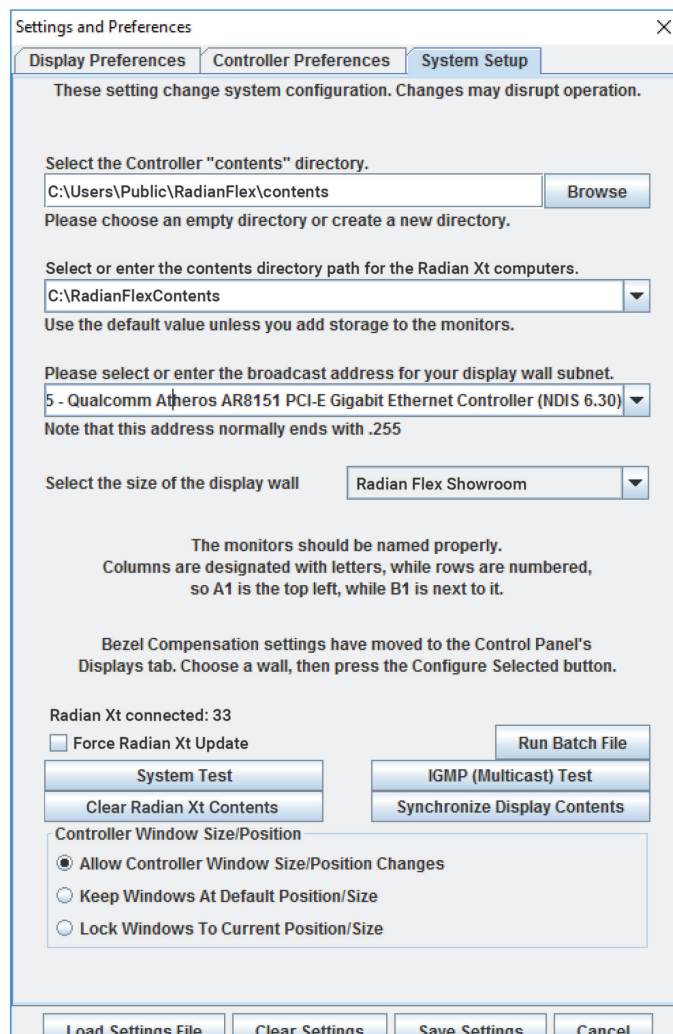 Settings and Preferences
Display Preferences Controller Preferences System Setup
These setting change system configuration. Changes may disrupt operation.
Select the Controller "contents" directory.
C:\Users\Public\RadianFlex\contents Browse
Please choose an empty directory or create a new directory.
Select or enter the contents directory path for the Radian Xt computers.
C:\RadianFlexContents
Use the default value unless you add storage to the monitors.
Please select or enter the broadcast address for your display wall subnet.
5 - Qualcomm Atheros AR8151 PCI-E Gigabit Ethernet Controller (NDIS 6.30)
Note that this address normally ends with .255
Select the size of the display wall Radian Flex Showroom
The monitors should be named properly.
Columns are designated with letters, while rows are numbered,
so A1 is the top left, while B1 is next to it.
Bezel Compensation settings have moved to the Control Panel's
Displays tab. Choose a wall, then press the Configure Selected button.
Radian Xt connected: 33
Force Radian Xt Update Run Batch File
System Test IGMP (Multicast) Test
Clear Radian Xt Contents Synchronize Display Contents
Controller Window Size/Position
Allow Controller Window Size/Position Changes
Keep Windows At Default Position/Size
Lock Windows To Current Position/Size
Load Settings File Clear Settings Save Settings Cancel